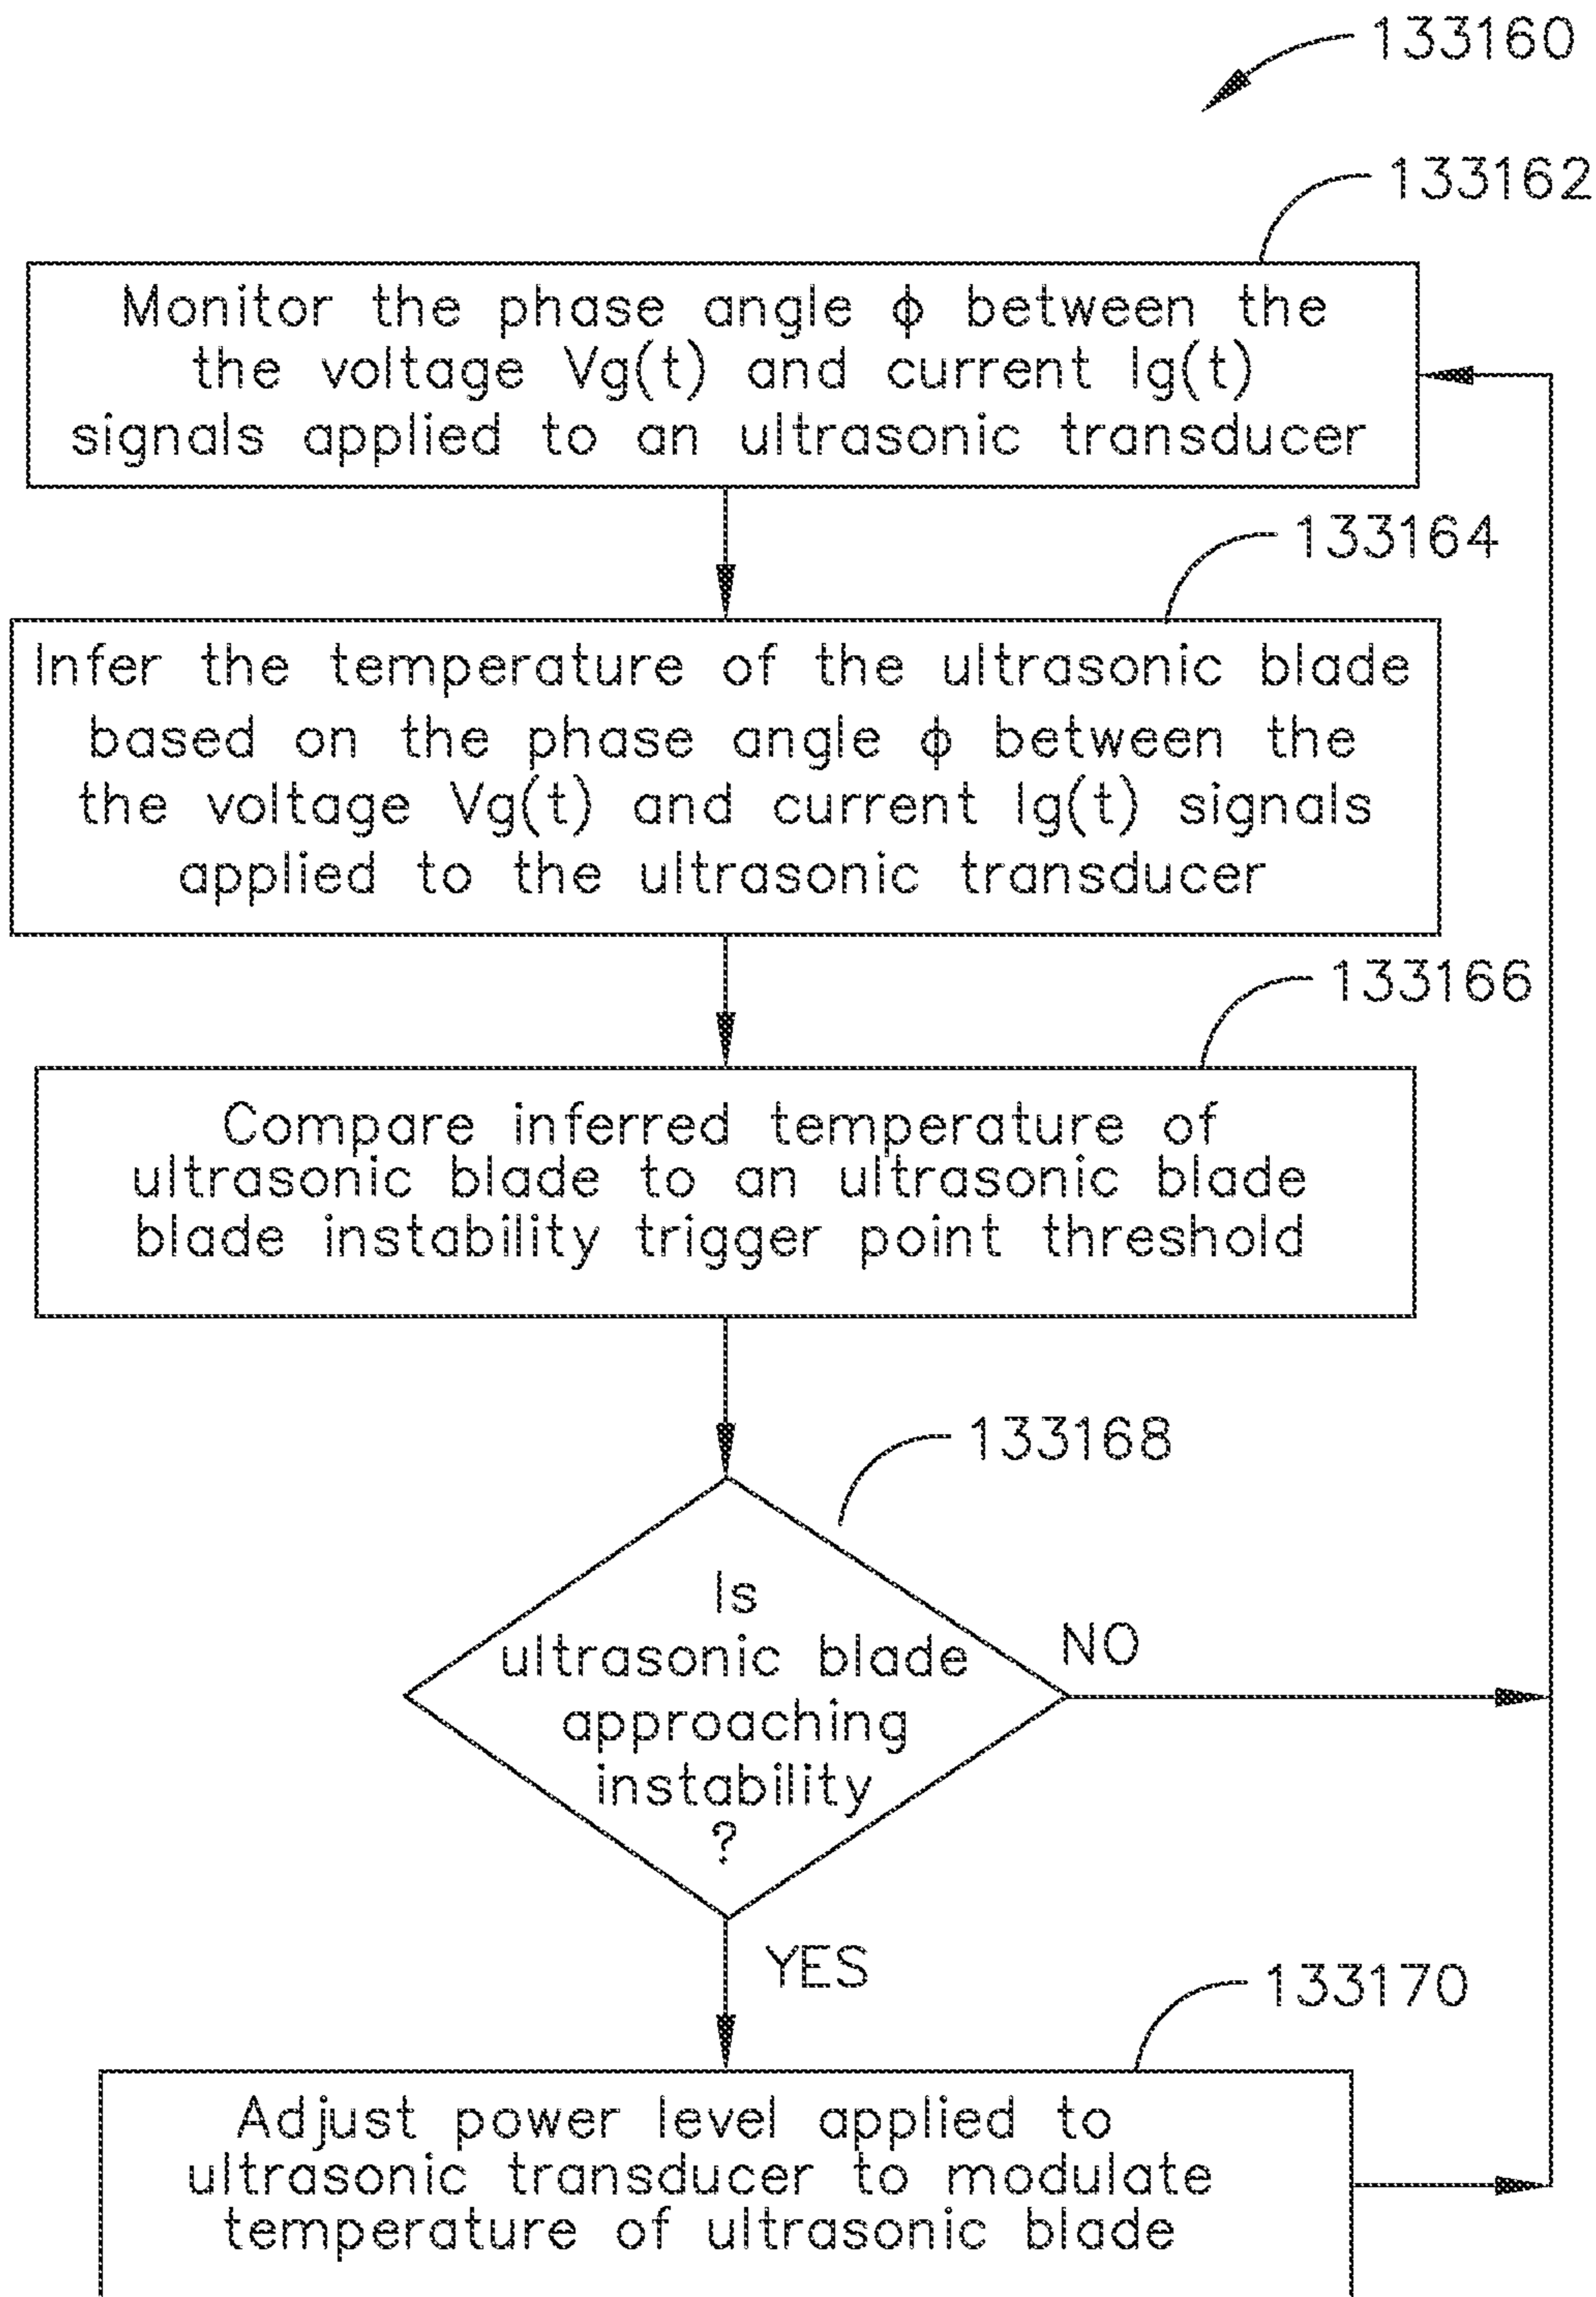 133160
133162
Monitor the phase angle ϕ between the
the voltage Vg(t) and current Ig(t)
signals applied to an ultrasonic transducer
133164
Infer the temperature of the ultrasonic blade
based on the phase angle ϕ between the
the voltage Vg(t) and current Ig(t) signals
applied to the ultrasonic transducer
133166
Compare inferred temperature of
ultrasonic blade to an ultrasonic blade
blade instability trigger point threshold
133168
Is
ultrasonic blade
approaching
instability
?
NO
YES
133170
Adjust power level applied to
ultrasonic transducer to modulate
temperature of ultrasonic blade